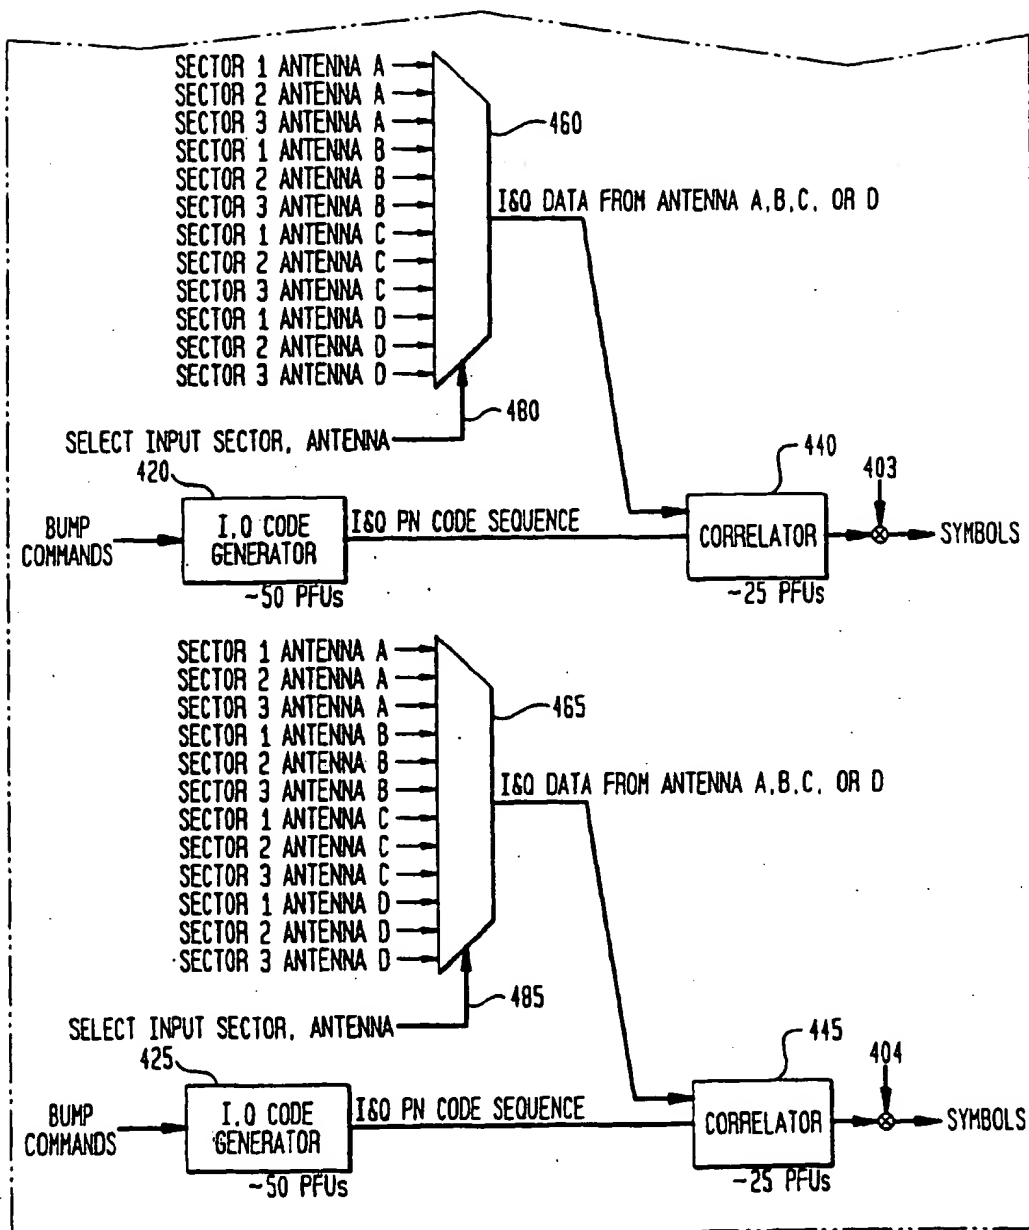 SECTOR 1 ANTENNA A
SECTOR 2 ANTENNA A
SECTOR 3 ANTENNA A
SECTOR 1 ANTENNA B
SECTOR 2 ANTENNA B
SECTOR 3 ANTENNA B
SECTOR 1 ANTENNA C
SECTOR 2 ANTENNA C
SECTOR 3 ANTENNA C
SECTOR 1 ANTENNA D
SECTOR 2 ANTENNA D
SECTOR 3 ANTENNA D
460
I&Q DATA FROM ANTENNA A,B,C, OR D
480
SELECT INPUT SECTOR, ANTENNA
420
BUMP COMMANDS
I,Q CODE GENERATOR
~50 PFUs
I&Q PN CODE SEQUENCE
440
CORRELATOR
~25 PFUs
403
SYMBOLS
SECTOR 1 ANTENNA A
SECTOR 2 ANTENNA A
SECTOR 3 ANTENNA A
SECTOR 1 ANTENNA B
SECTOR 2 ANTENNA B
SECTOR 3 ANTENNA B
SECTOR 1 ANTENNA C
SECTOR 2 ANTENNA C
SECTOR 3 ANTENNA C
SECTOR 1 ANTENNA D
SECTOR 2 ANTENNA D
SECTOR 3 ANTENNA D
465
I&Q DATA FROM ANTENNA A,B,C, OR D
485
SELECT INPUT SECTOR, ANTENNA
425
BUMP COMMANDS
I,Q CODE GENERATOR
~50 PFUs
I&Q PN CODE SEQUENCE
445
CORRELATOR
~25 PFUs
404
SYMBOLS